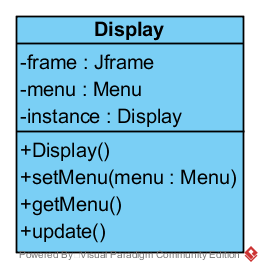 Display
-frame : Jframe
-menu : Menu
-instance : Display
+Display()
+setMenu(menu : Menu)
+getMenu()
+update()
Powered By Visual Paradigm Community Edition